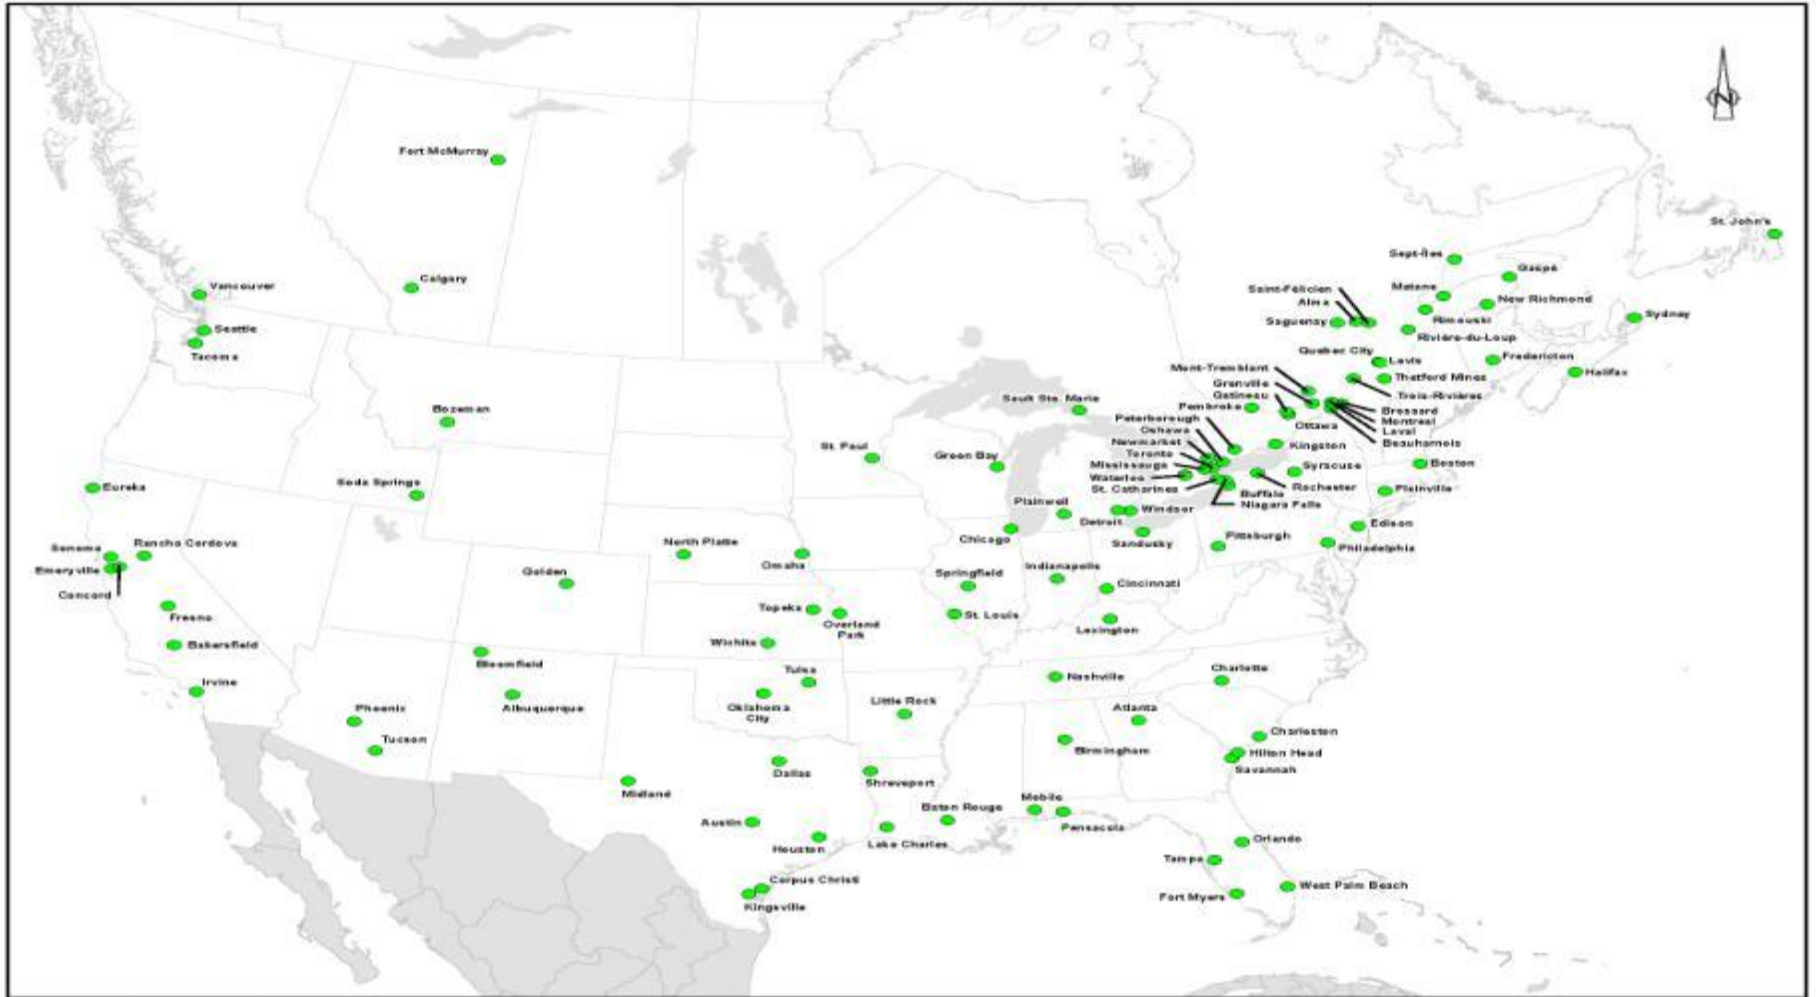 St. John's
Fort McMurray
Sept-Îles
Gaspé
Calgary
Matane
Saint-Félicien
Vancouver
Alma
New Richmond
Sydney
Saguenay
Rimouski
Seattle
Rivière-du-Loup
Tacoma
Quebec City
Levis
Fredericton
Halifax
Mont-Tremblant
Thetford Mines
Grenville
Gatineau
Trois-Rivières
Sault Ste. Marie
Pembroke
Brossard
Bozeman
Peterborough
Montreal
Ottawa
Oshawa
Laval
Newmarket
Beauharnois
St. Paul
Kingston
Green Bay
Toronto
Mississauga
Boston
Syracuse
Waterloo
Soda Springs
St. Catharines
Rochester
Eureka
Plainville
Buffalo
Plainwell
Niagara Falls
Windsor
Detroit
Edison
Chicago
Pittsburgh
Sandusky
Philadelphia
Rancho Cordova
Sonoma
North Platte
Omaha
Emeryville
Golden
Springfield
Indianapolis
Cincinnati
Concord
Topeka
Fresno
Overland
Park
St. Louis
Lexington
Bakersfield
Wichita
Bloomfield
Tulsa
Nashville
Charlotte
Irvine
Phoenix
Albuquerque
Oklahoma
City
Little Rock
Atlanta
Tucson
Charleston
Birmingham
Hilton Head
Savannah
Dallas
Shreveport
Midland
Mobile
Baton Rouge
Austin
Pensacola
Houston
Lake Charles
Orlando
Tampa
Corpus Christi
West Palm Beach
Fort Myers
Kingsville
N